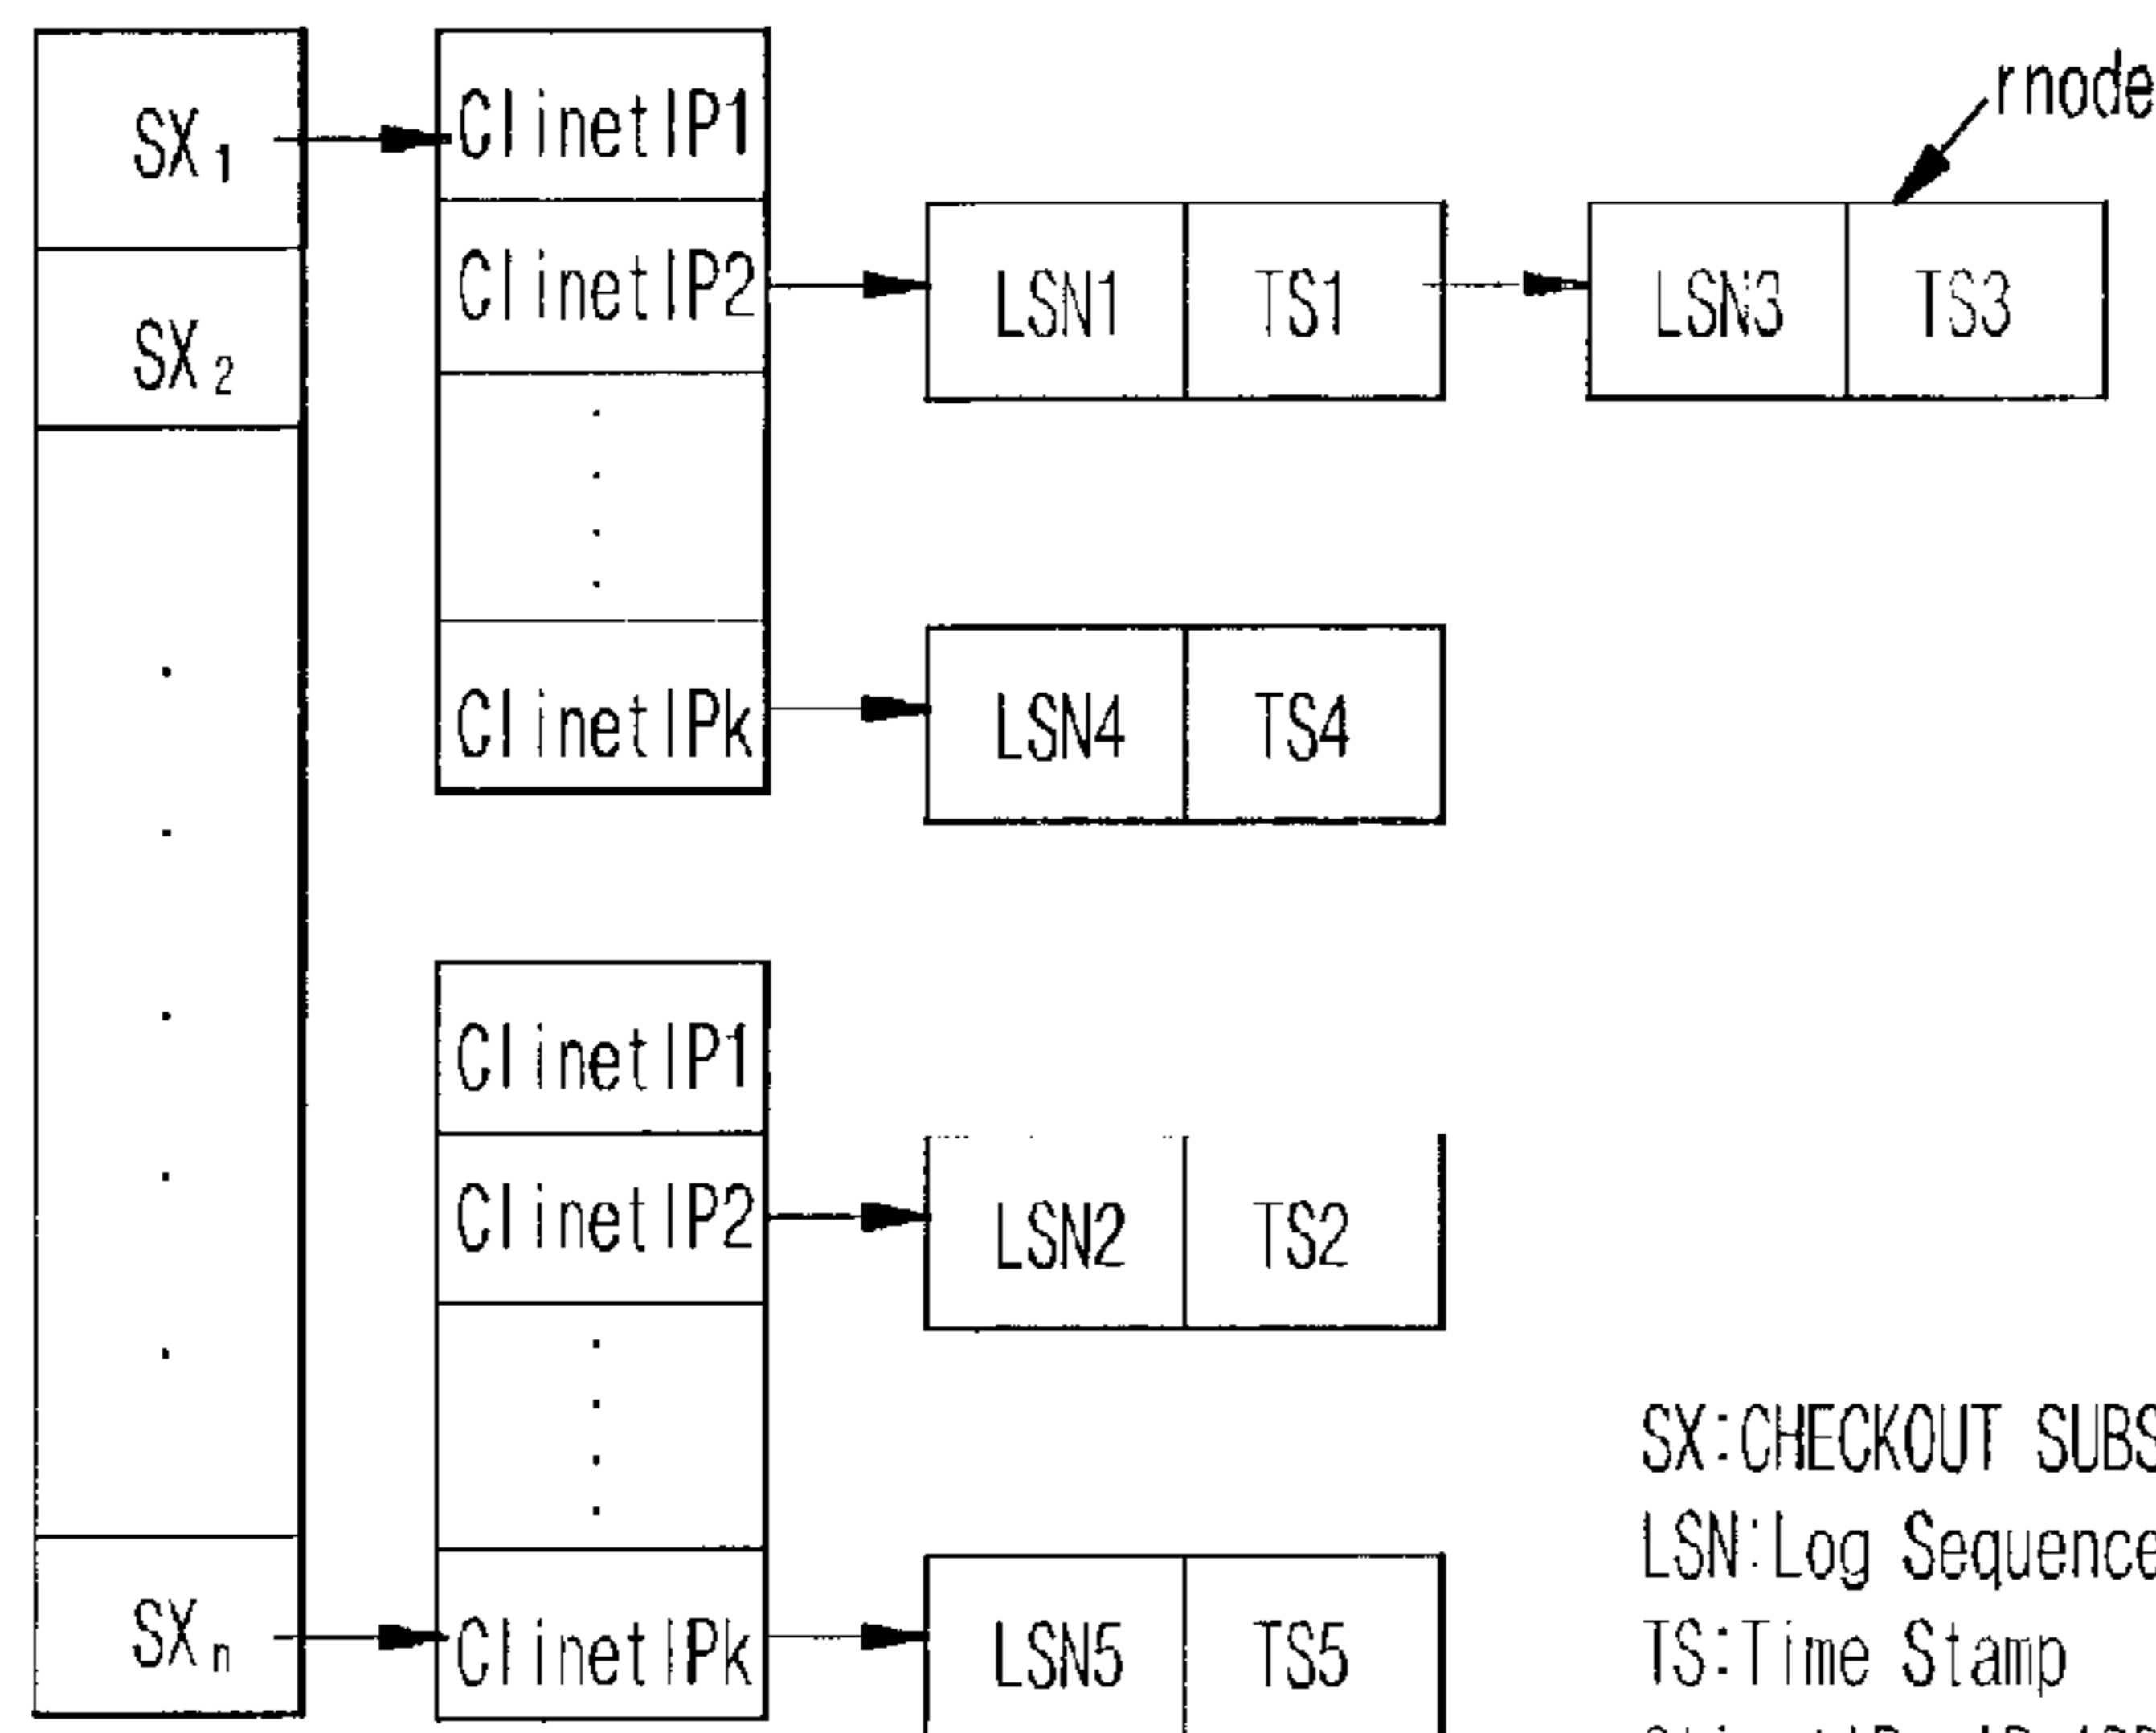 SX1
ClinetIP1
rnode
ClinetIP2
LSN1 TS1
LSN3 TS3
SX2
ClinetIPk
LSN4 TS4
ClinetIP1
ClinetIP2
LSN2 TS2
SXn
ClinetIPk
LSN5 TS5
SX:CHECKOUT
LSN:Log Sequence
TS:Time Stamp